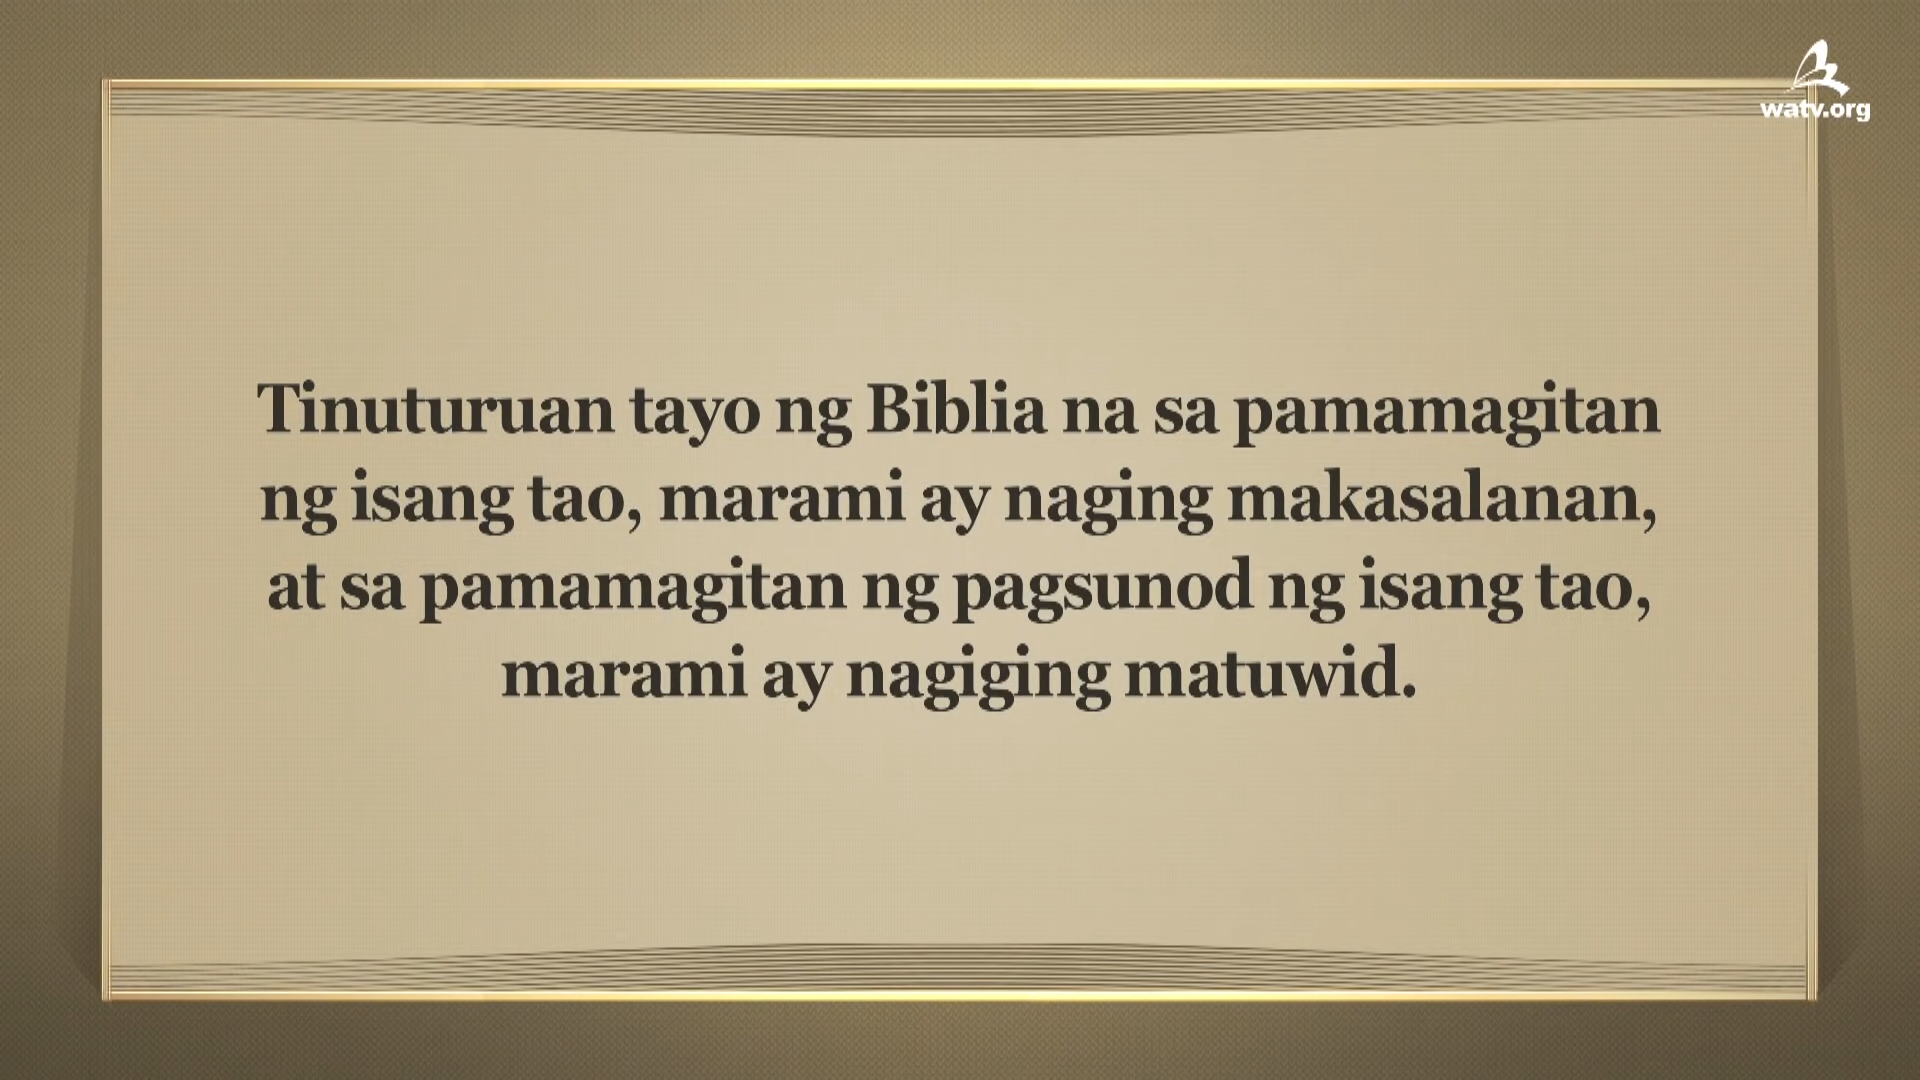 watv.org
Tinuturuan tayo ng Biblia na sa pamamagitan
ng isang tao, marami ay naging makasalanan,
at sa pamamagitan ng pagsunod ng isang tao,
marami ay nagiging matuwid.